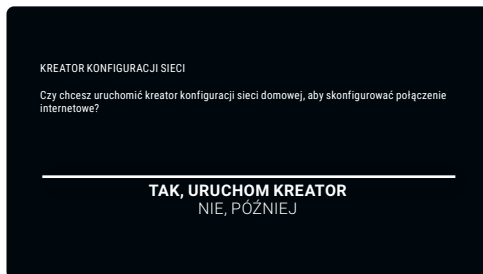 KREATOR KONFIGURACJI SIECI
Czy chcesz uruchomić kreator konfiguracji sieci domowej, aby skonfigurować połączenie
internetowe?
TAK, URUCHOM KREATOR
NIE, PÓŹNIEJ